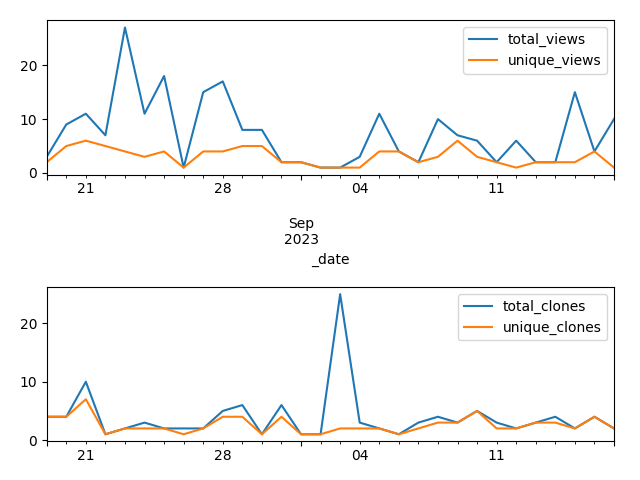 total_views
unique_views
20
10
0
21
28
04
11
Sep
2023
_date
total_clones
unique_clones
20
10
0
21
28
04
11